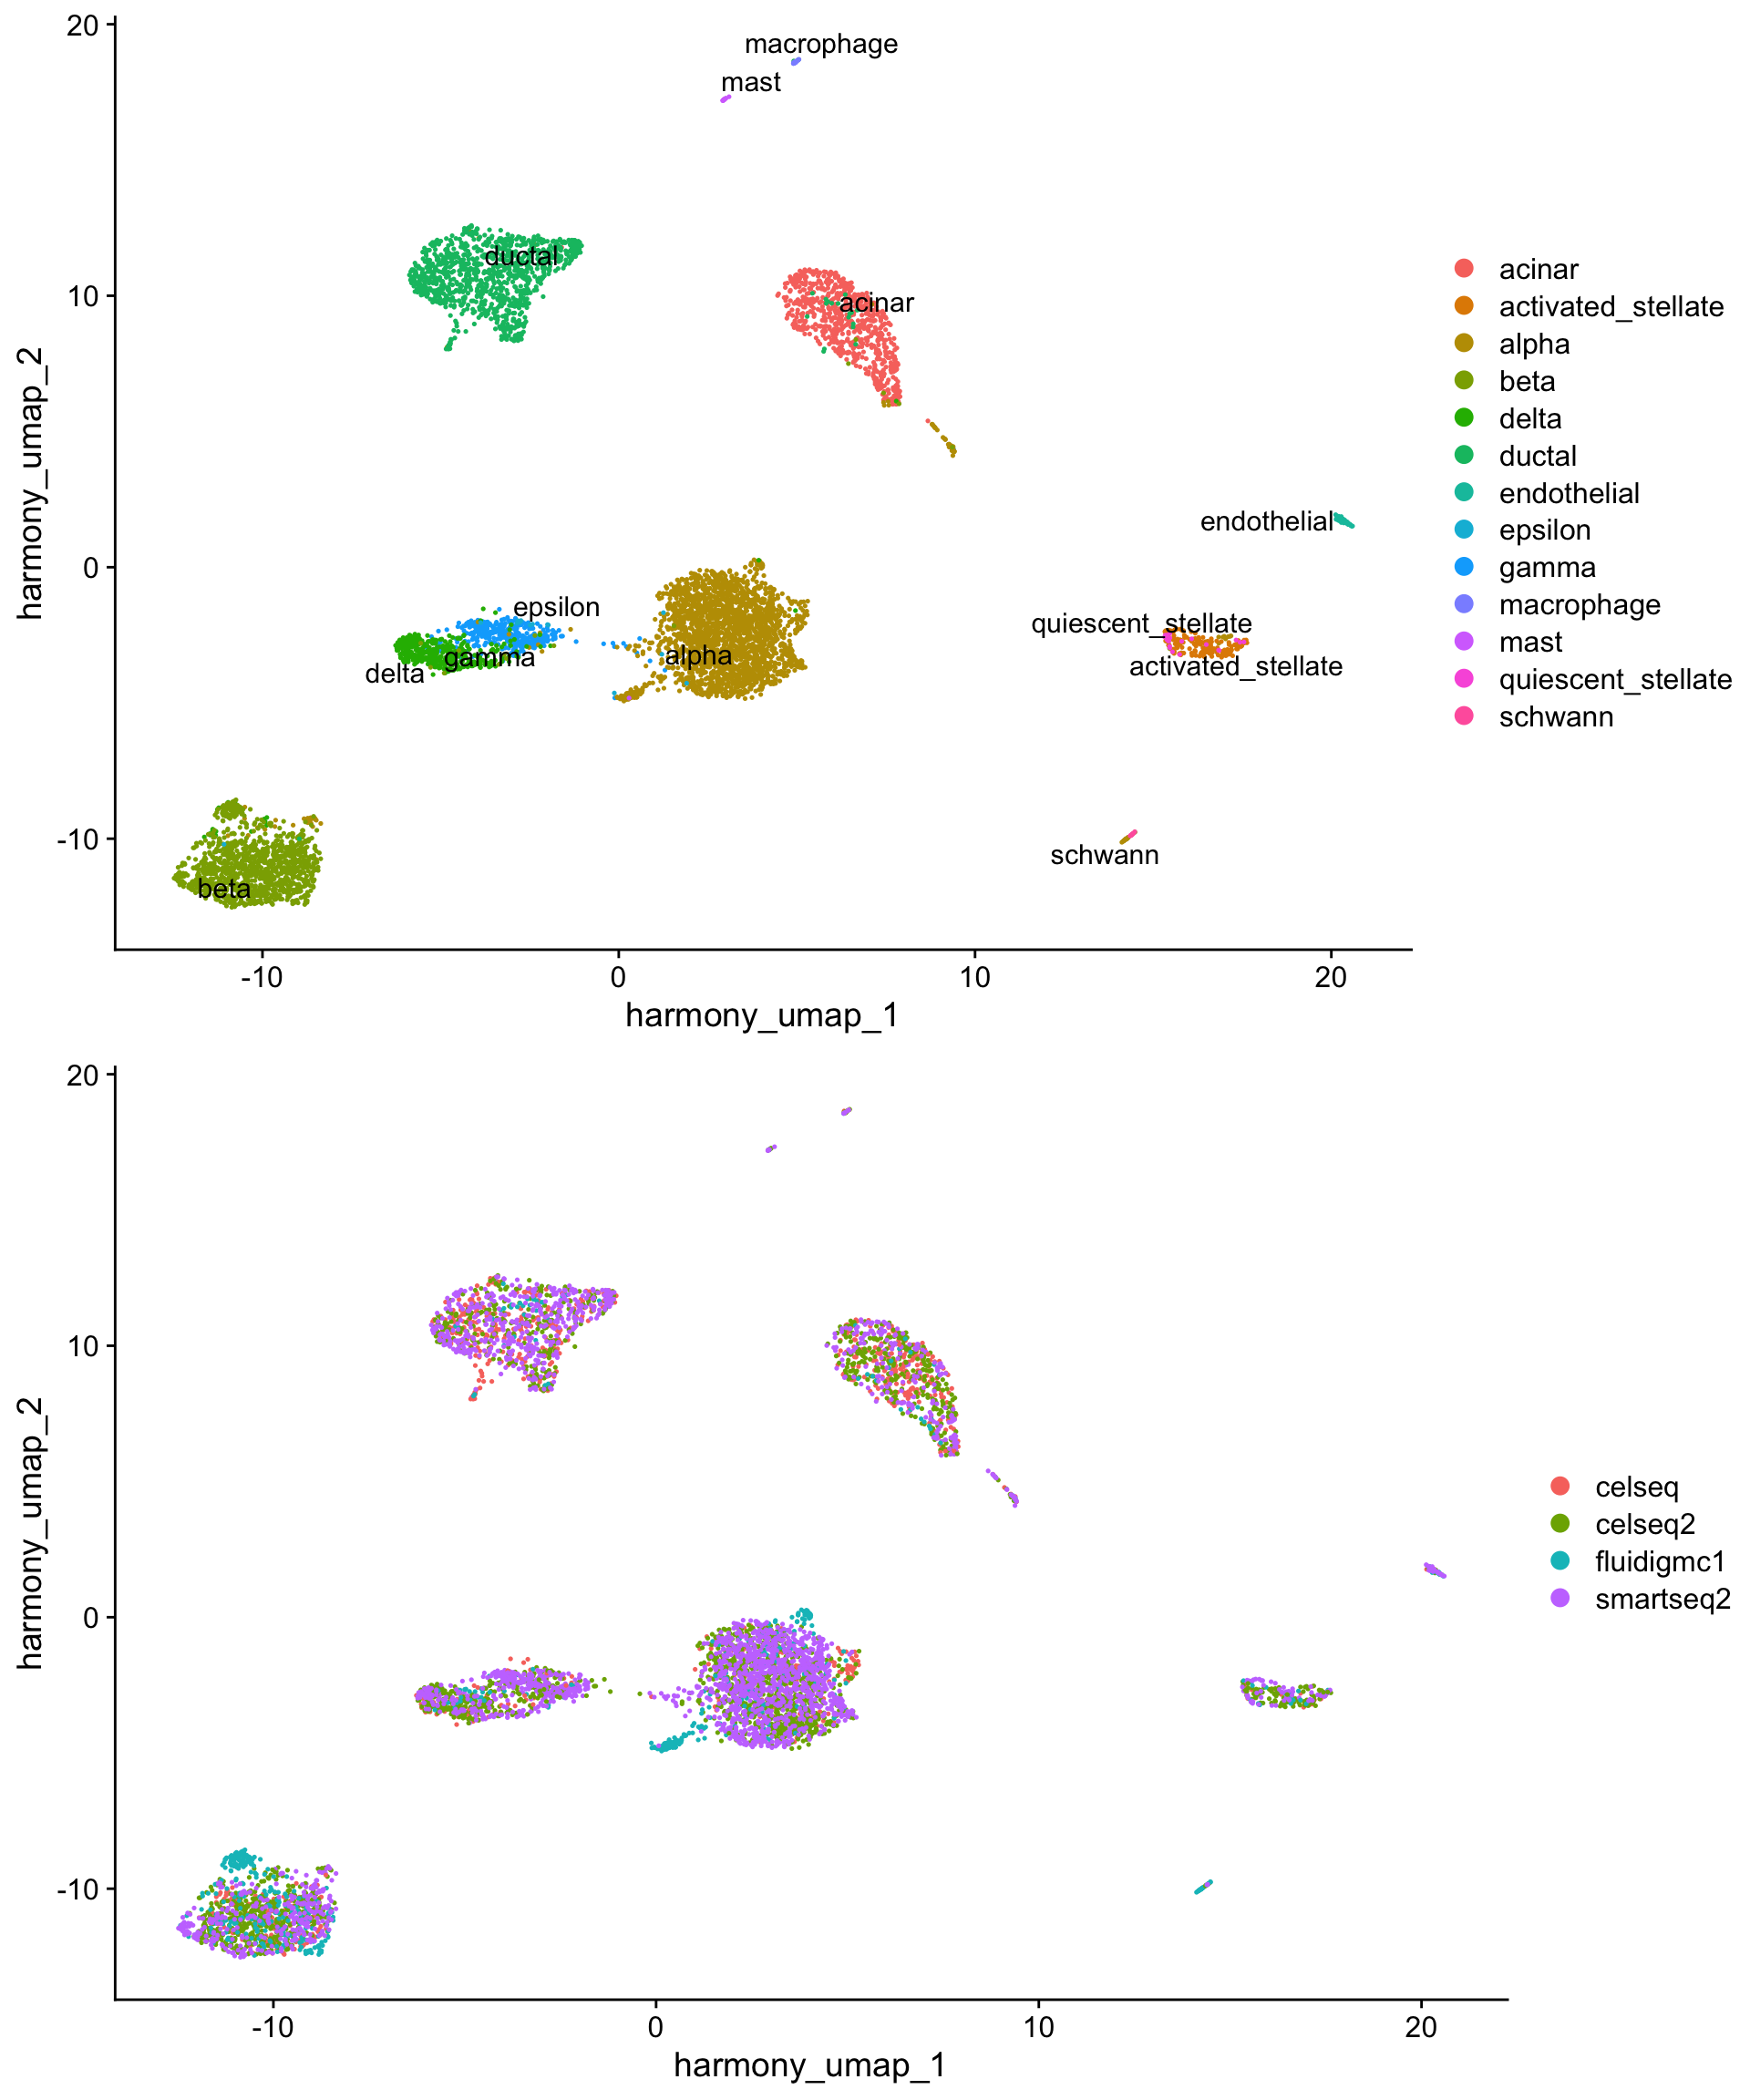 20
10
0
-10
harmony_umap_2
macrophage
mast
ductal
acinar
endothelial
epsilon
gamma
delta
alpha
quiescent_stellate
activated_stellate
schwann
beta
-10 0 10 20
harmony_umap_1
acinar
activated_stellate
alpha
beta
delta
ductal
endothelial
epsilon
gamma
macrophage
mast
quiescent_stellate
schwann
20
10
0
-10
harmony_umap_2
-10 0 10 20
harmony_umap_1
celseq
celseq2
fluidigmc1
smartseq2